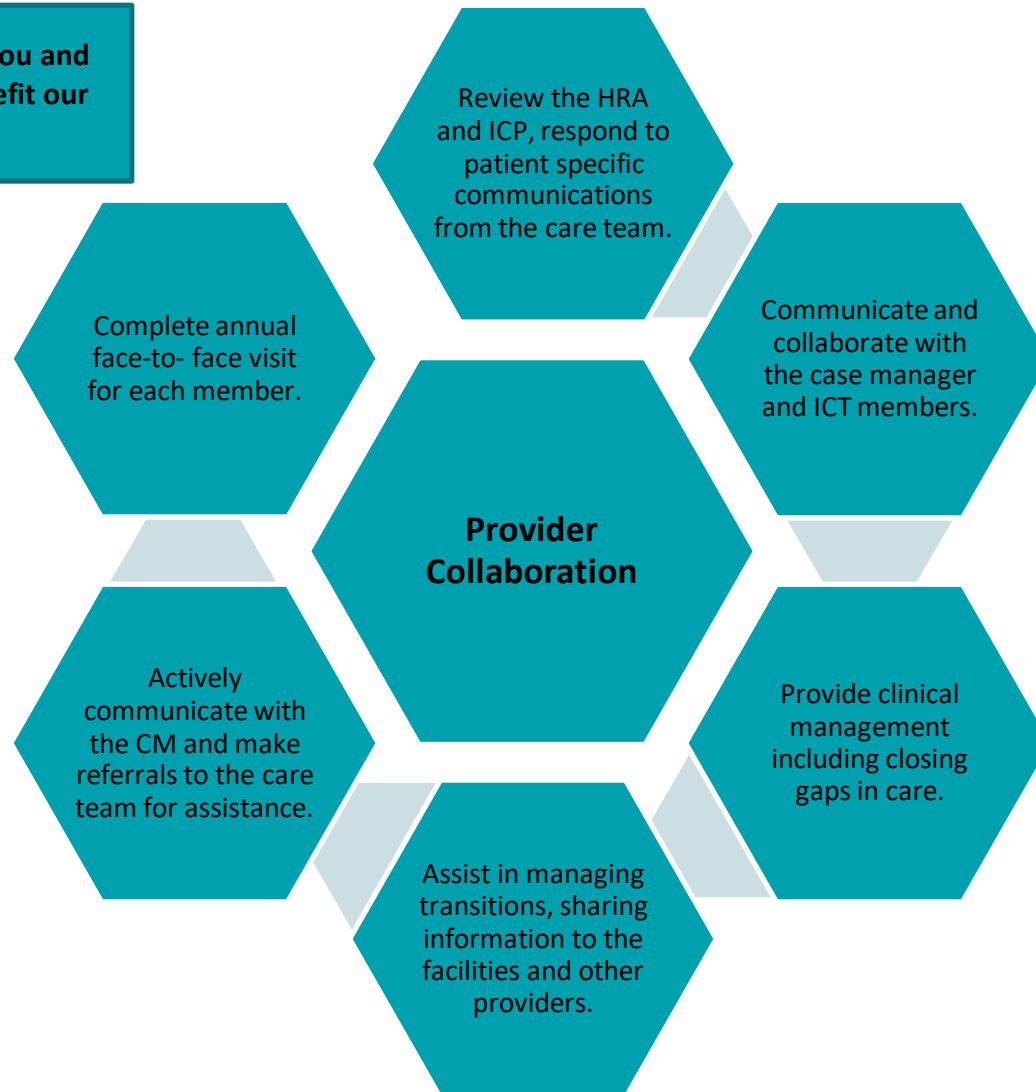 ou and
efit our
Review the HRA
and ICP, respond to
patient specific
communications
from the care team.
Communicate and
collaborate with
the case manager
and ICT members.
Provide clinical
management
including closing
gaps in care.
Assist in managing
transitions, sharing
information to the
facilities and other
providers.
Actively
communicate with
the CM and make
referrals to the care
team for assistance.
Complete annual
face-to- face visit
for each member.
Provider
Collaboration